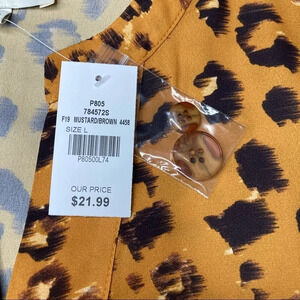 P805
784572S
F19 MUSTARD/BROWN 4458
SIZE L
P80500L74
OUR PRICE
$21.99